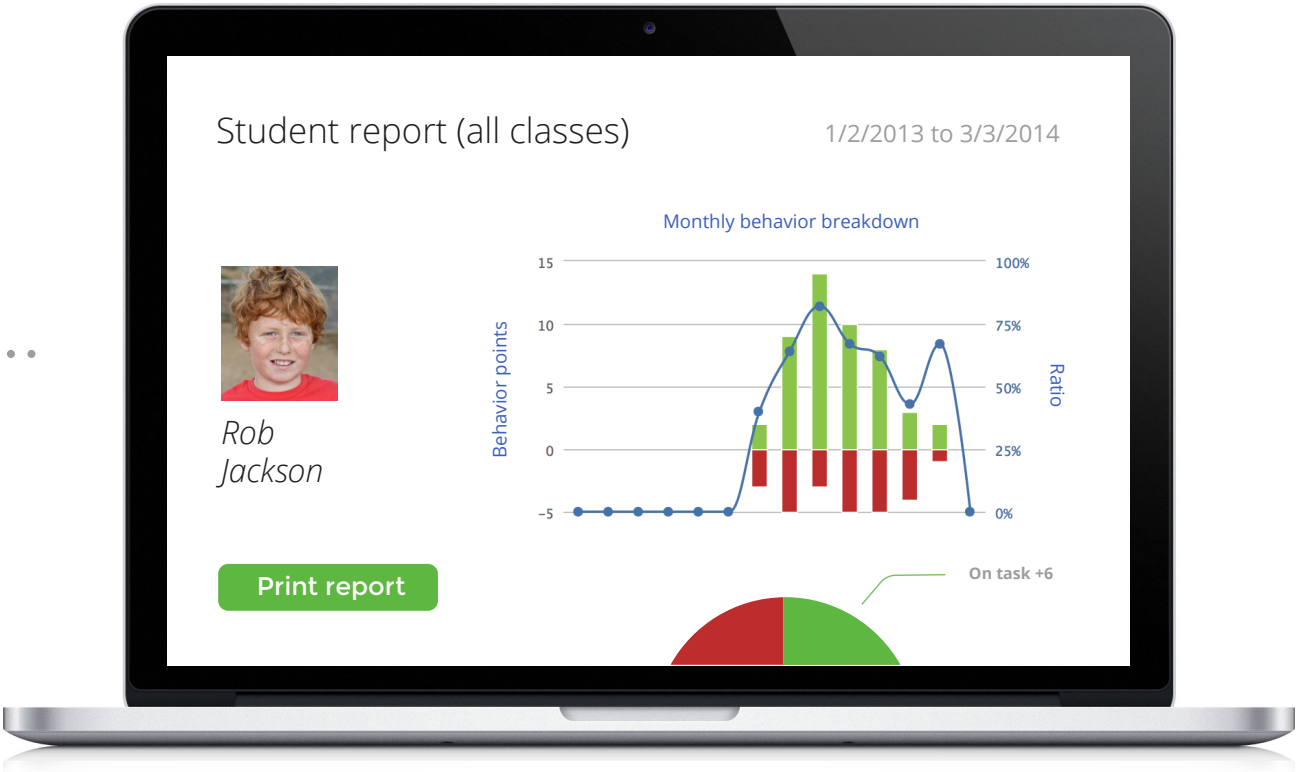 Student report (all classes)
1/2/2013 to 3/3/2014
Monthly behavior breakdown
15
100%
10
75%
5
50%
0
25%
−5
0%
Behavior points
Ratio
Rob
Jackson
Print report
On task +6